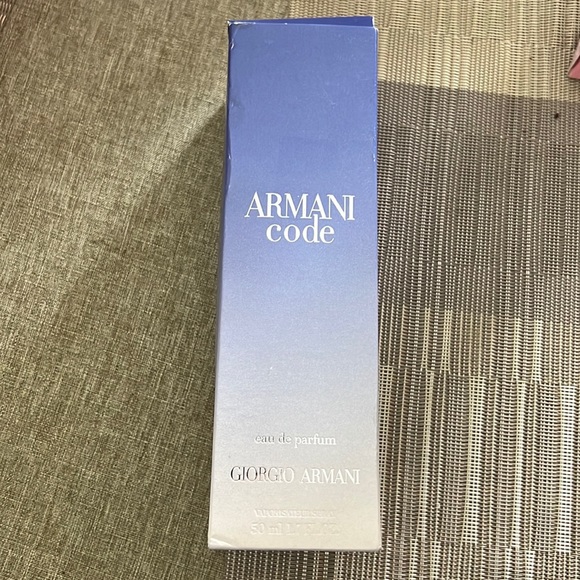 ARMANI
code
eau de parfum
GIORGIO ARMANI
50 ml